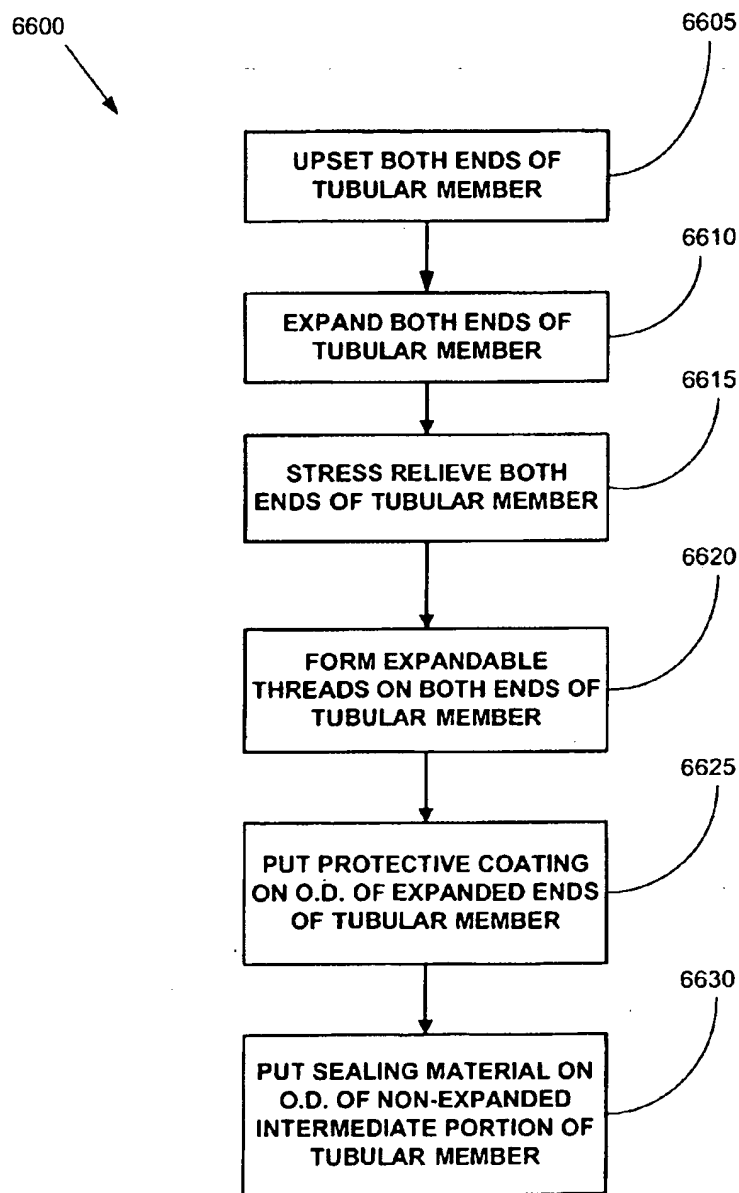 6600
6605
UPSET BOTH ENDS OF
TUBULAR MEMBER
6610
EXPAND BOTH ENDS OF
TUBULAR MEMBER
6615
STRESS RELIEVE BOTH
ENDS OF TUBULAR MEMBER
6620
FORM EXPANDABLE
THREADS ON BOTH ENDS OF
TUBULAR MEMBER
6625
PUT PROTECTIVE COATING
ON O.D. OF EXPANDED ENDS
OF TUBULAR MEMBER
6630
PUT SEALING MATERIAL ON
O.D. OF NON-EXPANDED
INTERMEDIATE PORTION OF
TUBULAR MEMBER